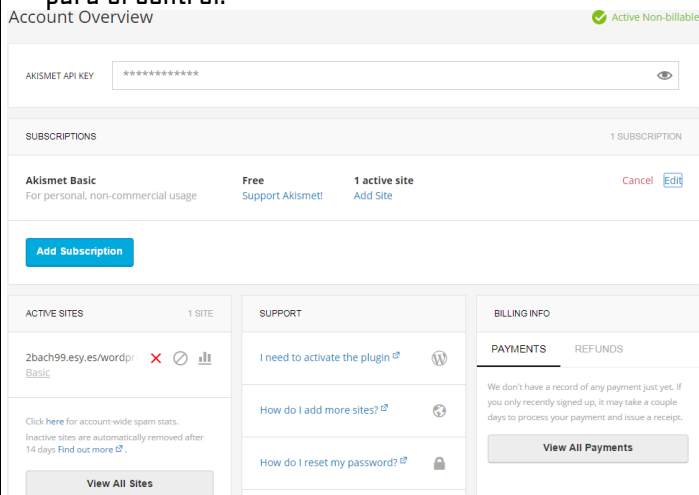 para el control.
Account Overview
Active Non-billable
AKISMET API KEY
************
SUBSCRIPTIONS
1 SUBSCRIPTION
Akismet Basic
Free
1 active site
Cancel Edit
For personal, non-commercial usage
Support Akismet!
Add Site
Add Subscription
ACTIVE SITES
1 SITE
2bach99.esy.es/wordpr
Basic
Click here for account-wide spam stats.
Inactive sites are automatically removed after
14 days Find out more.
View All Sites
SUPPORT
I need to activate the plugin
How do I add more sites?
How do I reset my password?
BILLING INFO
PAYMENTS REFUNDS
We don't have a record of any payment just yet. If
you only recently signed up, it may take a couple
days to process your payment and issue a receipt.
View All Payments